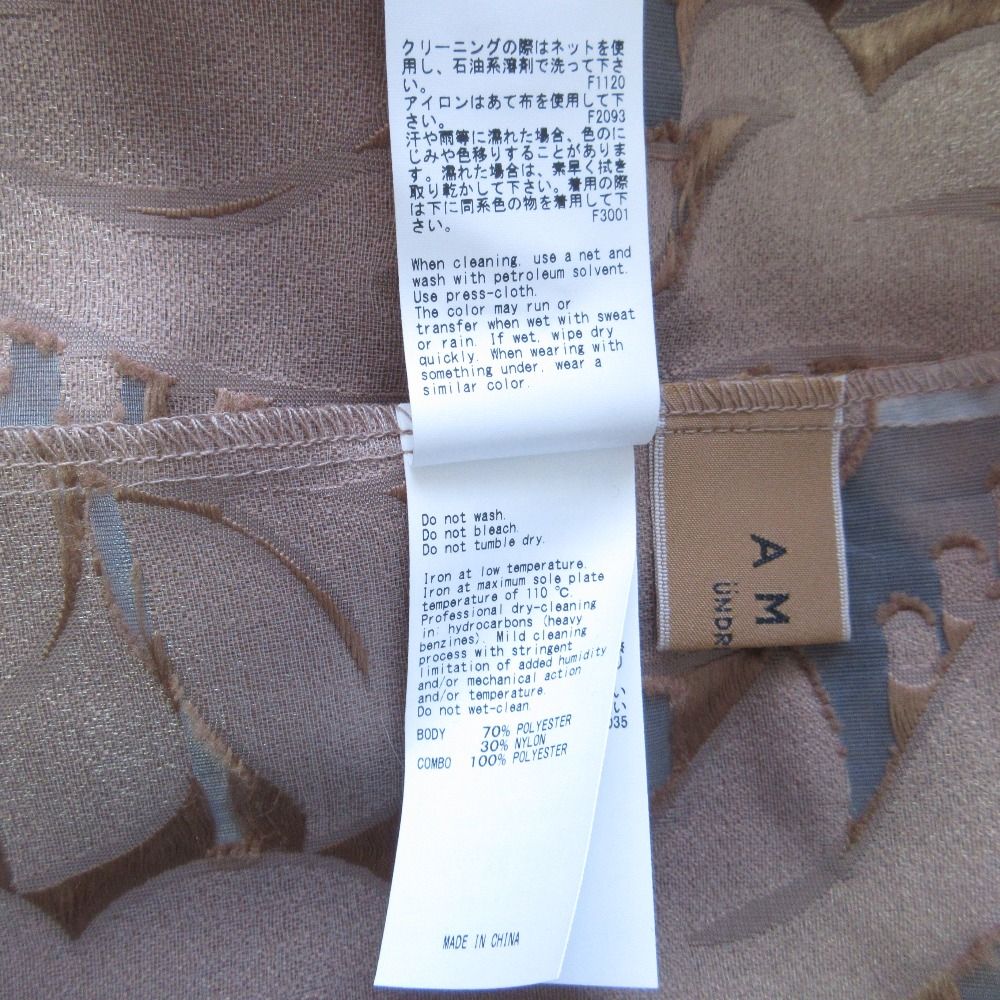 クリーニングの際はネットを使
用し、石油系溶剤で洗って下さ
い。 F1120
アイロンはあて布を使用して下
さい。 F2093
汗や雨等に濡れた場合、色のに
じみや色移りすることがありま
す。濡れた場合は、素早く拭き
取り乾かして下さい。着用の際
は下に同系色の物を着用して下
さい。 F3001
When cleaning, use a net and
wash with petroleum solvent.
Use press-cloth.
The color may run or
transfer when wet with sweat
or rain. If wet, wipe dry
quickly. When wearing with
something under, wear a
similar color.
Do not wash.
Do not bleach.
Do not tumble dry.
Iron at low temperature.
Iron at maximum sole plate
temperature of 110 ℃.
Professional dry-cleaning
in: hydrocarbons (heavy
benzines). Mild cleaning
process with stringent
limitation of added humidity
and/or mechanical action
and/or temperature.
Do not wet-clean.
BODY 70% POLYESTER
30% NYLON
COMBO 100% POLYESTER
MADE IN CHINA
い
い
035
A M
ÜNDR